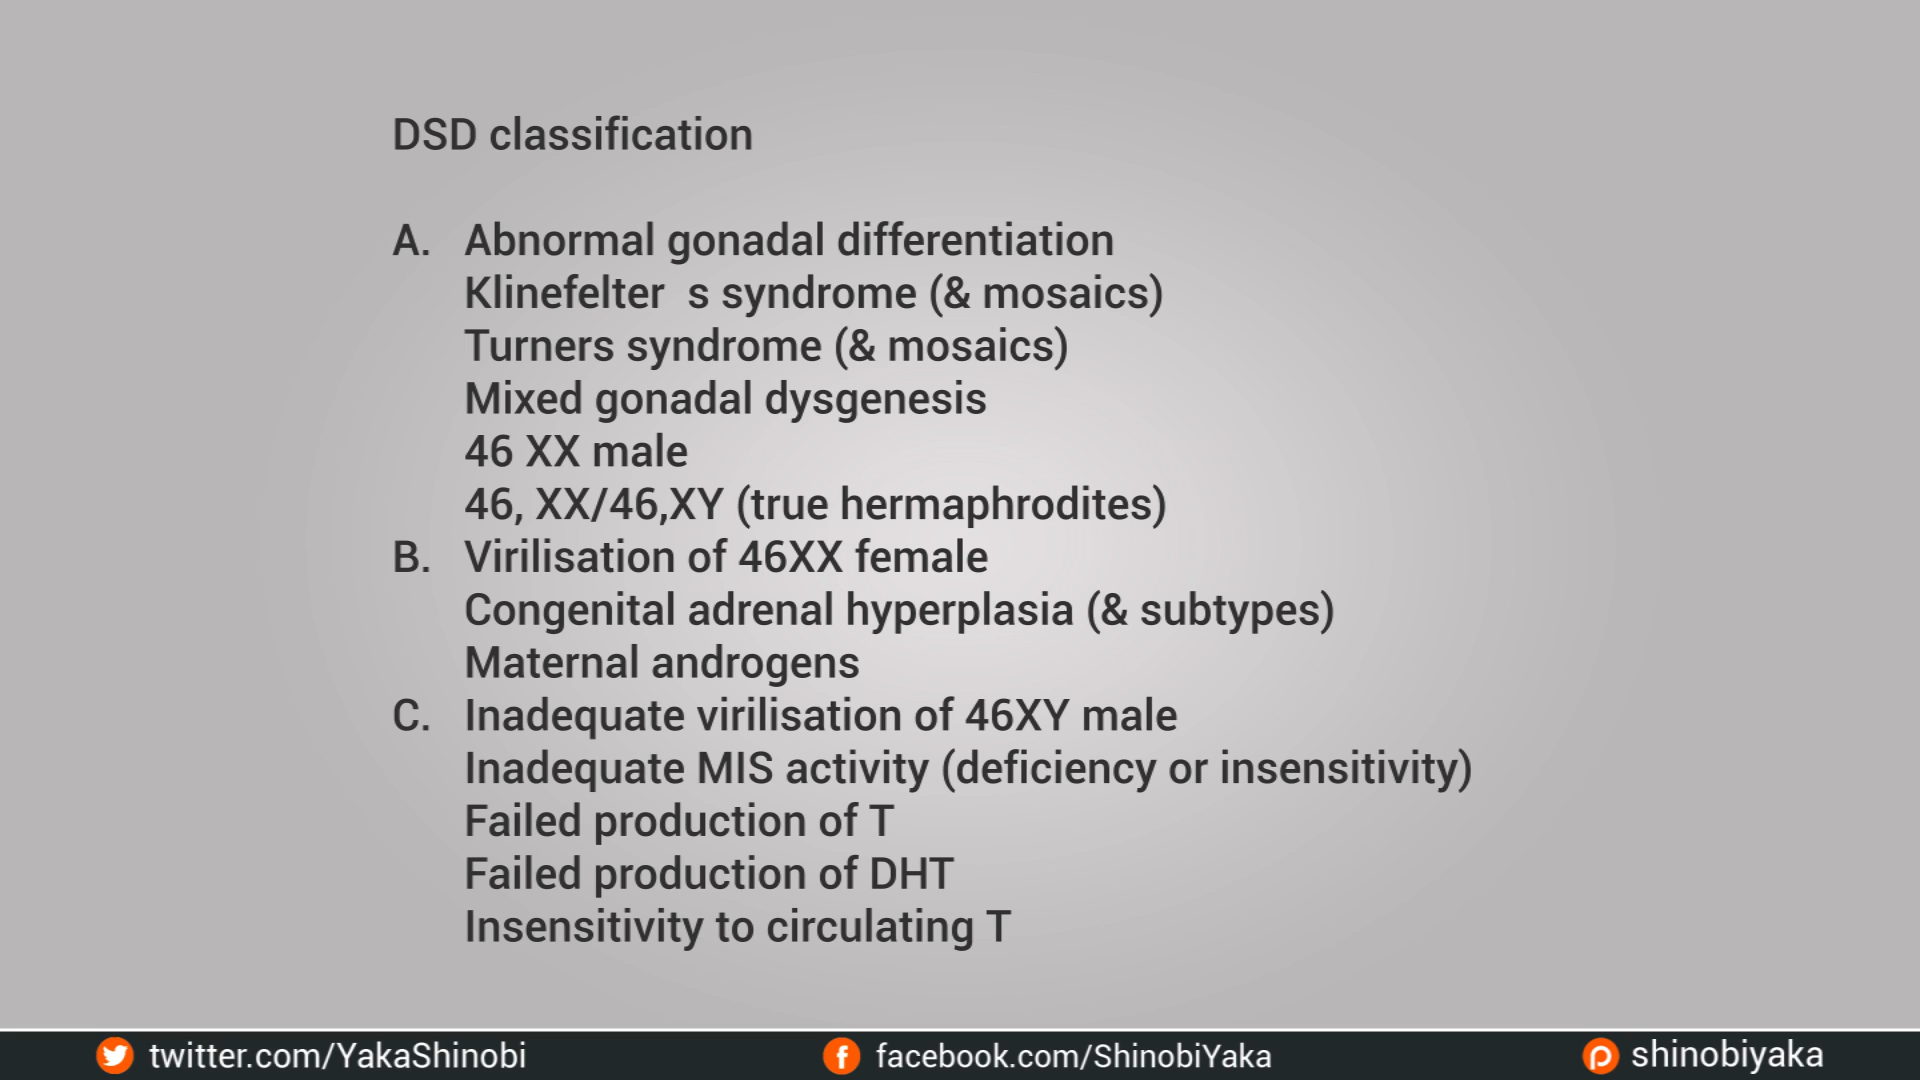 DSD classification
A. Abnormal gonadal differentiation
Klinefelter  s syndrome (& mosaics)
Turners syndrome (& mosaics)
Mixed gonadal dysgenesis
46 XX male
46, XX/46,XY (true hermaphrodites)
B. Virilisation of 46XX female
Congenital adrenal hyperplasia (& subtypes)
Maternal androgens
C. Inadequate virilisation of 46XY male
Inadequate MIS activity (deficiency or insensitivity)
Failed production of T
Failed production of DHT
Insensitivity to circulating T
twitter.com/YakaShinobi facebook.com/ShinobiYaka shinobiyaka